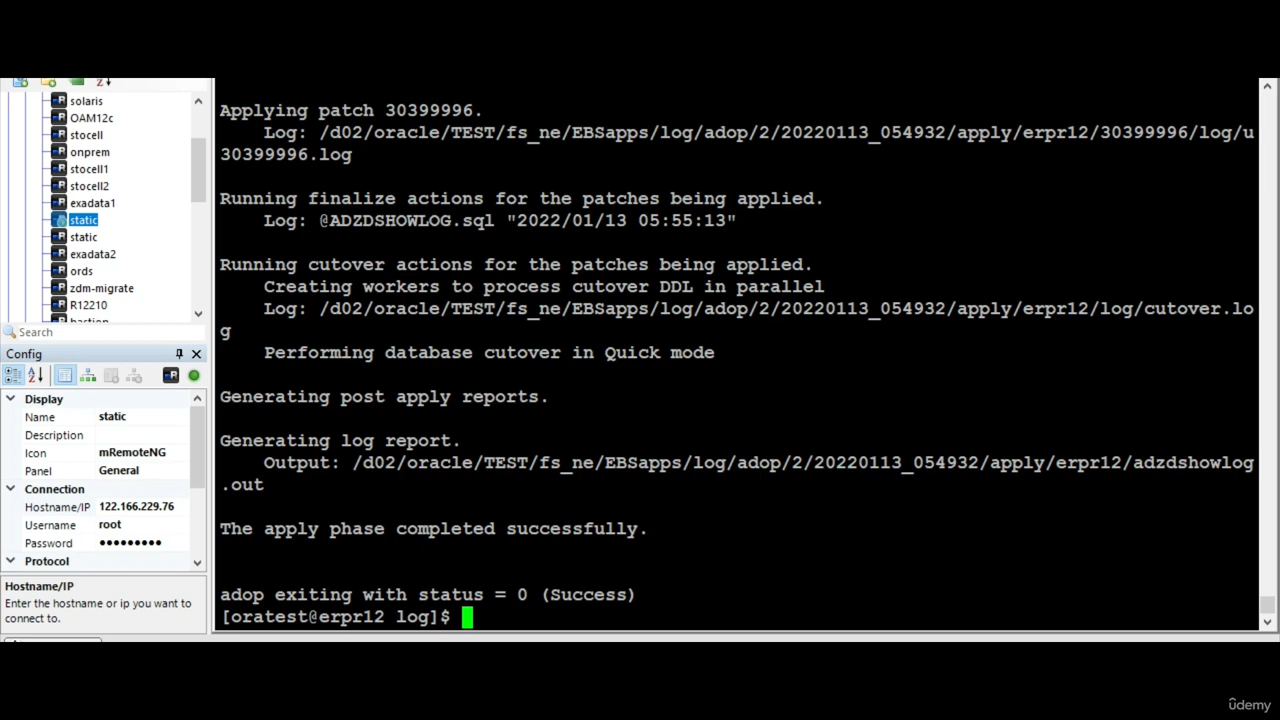 solaris
OAM12c
stocell
onprem
stocell1
stocell2
exadata1
static
static
exadata2
ords
zdm-migrate
R12210
bastion
Search
Config
Display
Name static
Description
Icon mRemoteNG
Panel General
Connection
Hostname/IP 122.166.229.76
Username root
Password ●●●●●●●●●
Protocol
Hostname/IP
Enter the hostname or ip you want to
connect to.
Applying patch 30399996.
Log: /d02/oracle/TEST/fs_ne/EBSapps/log/adop/2/20220113_054932/apply/erpr12/30399996/log/u
30399996.log
Running finalize actions for the patches being applied.
Log: @ADZDSHOWLOG.sql "2022/01/13 05:55:13"
Running cutover actions for the patches being applied.
Creating workers to process cutover DDL in parallel
Log: /d02/oracle/TEST/fs_ne/EBSapps/log/adop/2/20220113_054932/apply/erpr12/log/cutover.lo
g
Performing database cutover in Quick mode
Generating post apply reports.
Generating log report.
Output: /d02/oracle/TEST/fs_ne/EBSapps/log/adop/2/20220113_054932/apply/erpr12/adzdshowlog
.out
The apply phase completed successfully.
adop exiting with status = 0 (Success)
[oratest@erpr12 log]$
ûdemy